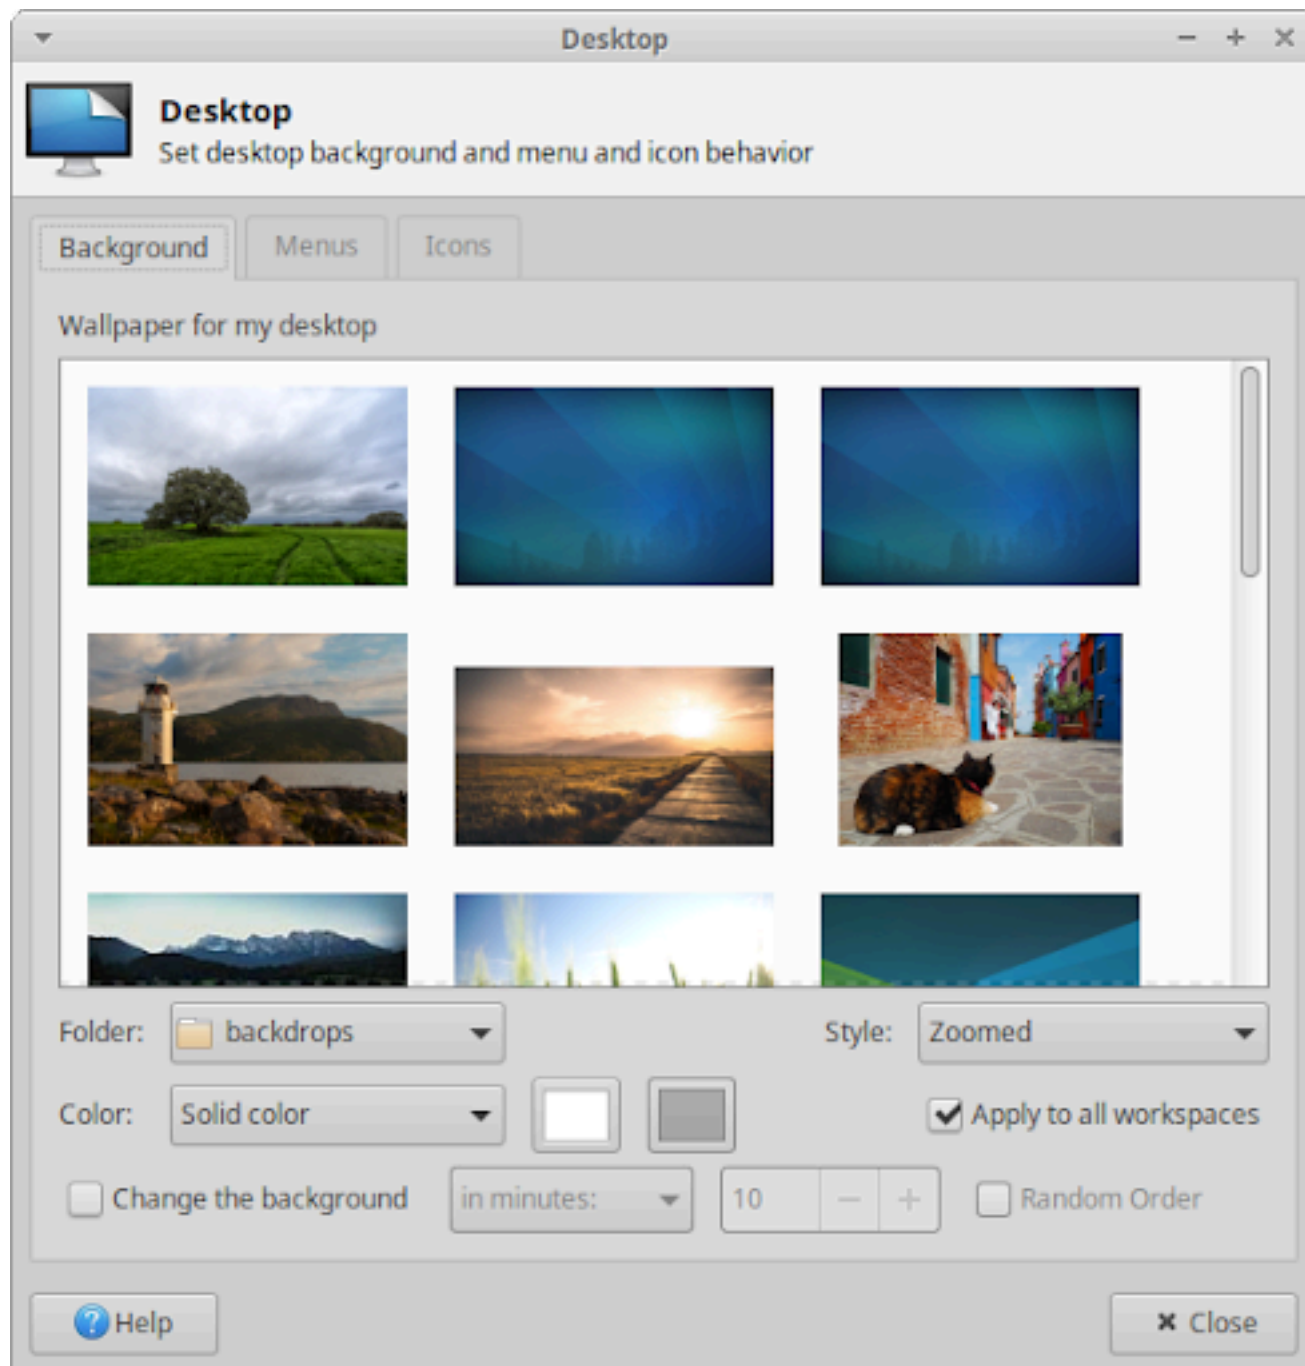 Desktop
Desktop
Set desktop background and menu and icon behavior
Background Menus Icons
Wallpaper for my desktop
Folder: backdrops Style: Zoomed
Color: Solid color Apply to all workspaces
Change the background in minutes: 10 Random Order
Help Close